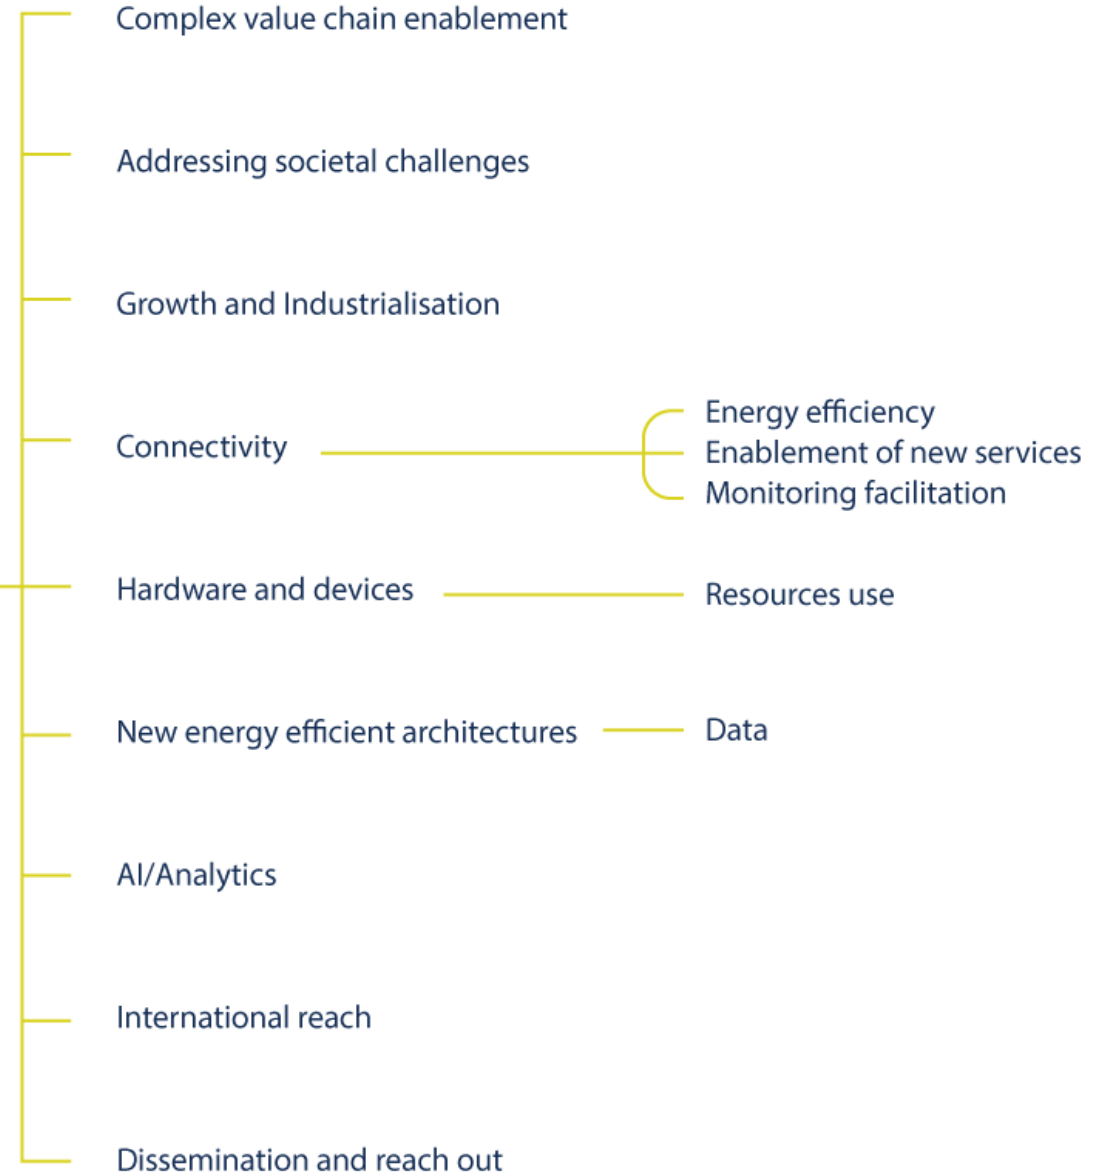 Complex value chain enablement
Addressing societal challenges
Growth and Industrialisation
Connectivity
Energy efficiency
Enablement of new services
Monitoring facilitation
Hardware and devices
Resources use
New energy efficient architectures
Data
AI/Analytics
International reach
Dissemination and reach out